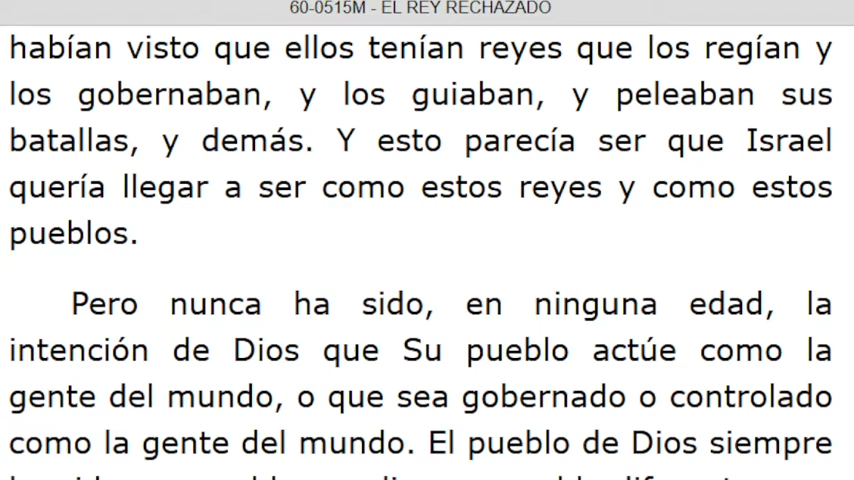 60-0515M - EL REY RECHAZADO
habían visto que ellos tenían reyes que los regían y
los gobernaban, y los guiaban, y peleaban sus
batallas, y demás. Y esto parecía ser que Israel
quería llegar a ser como estos reyes y como estos
pueblos.
Pero nunca ha sido, en ninguna edad, la
intención de Dios que Su pueblo actúe como la
gente del mundo, o que sea gobernado o controlado
como la gente del mundo. El pueblo de Dios siempre